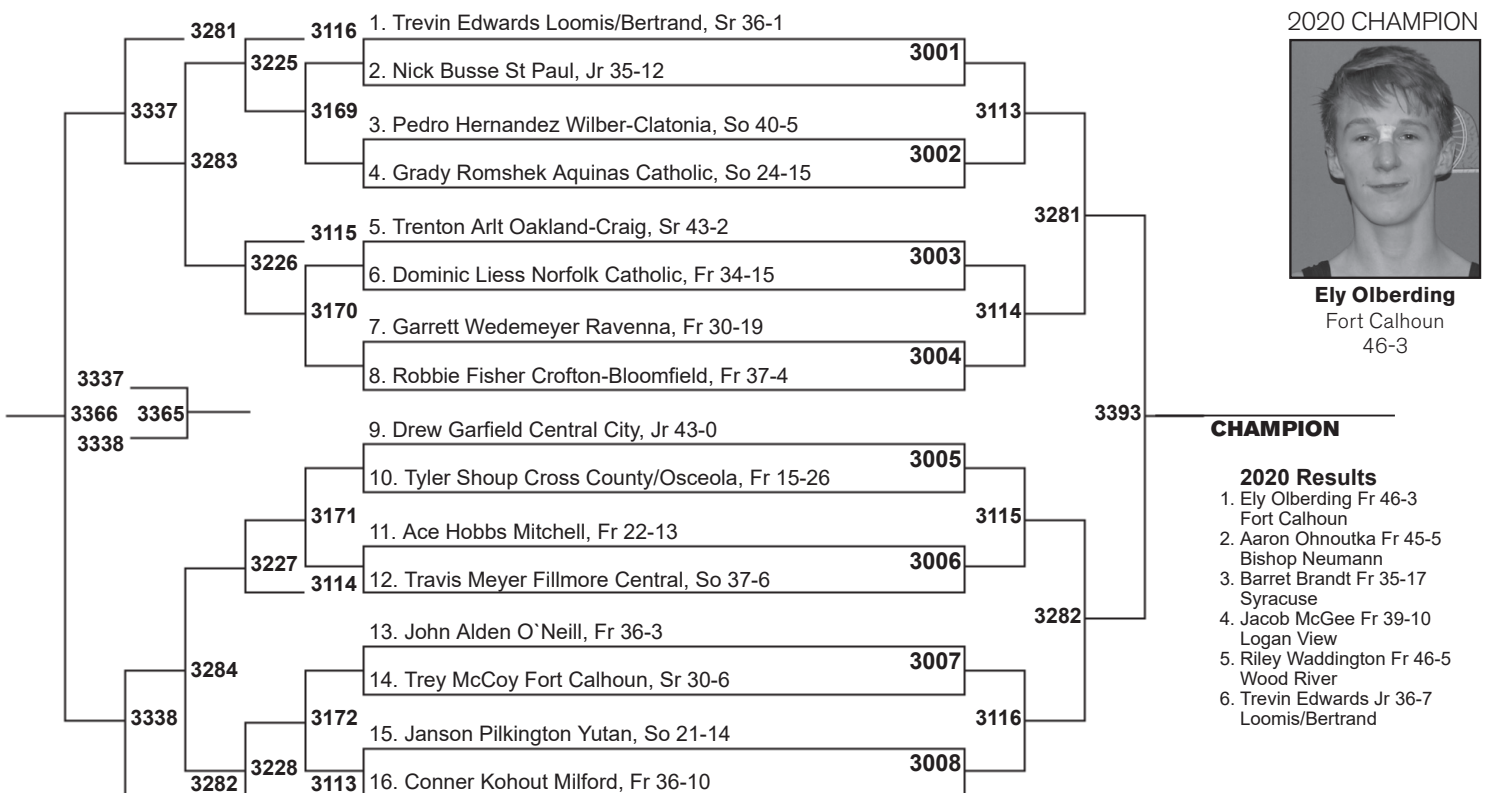 2020 CHAMPION
3281
3116
1. Trevin Edwards Loomis/Bertrand, Sr 36-1
3001
3225
2. Nick Busse St Paul, Jr 35-12
3337
3169
3. Pedro Hernandez Wilber-Clatonia, So 40-5
3113
3002
3283
4. Grady Romshek Aquinas Catholic, So 24-15
3281
3115
5. Trenton Arlt Oakland-Craig, Sr 43-2
3003
3226
6. Dominic Liess Norfolk Catholic, Fr 34-15
3170
7. Garrett Wedemeyer Ravenna, Fr 30-19
3114
3004
8. Robbie Fisher Crofton-Bloomfield, Fr 37-4
Ely Olberding
Fort Calhoun
46-3
3337
3366
3365
3338
9. Drew Garfield Central City, Jr 43-0
3393
CHAMPION
3005
10. Tyler Shoup Cross County/Osceola, Fr 15-26
3171
11. Ace Hobbs Mitchell, Fr 22-13
3115
3006
3227
3114
12. Travis Meyer Fillmore Central, So 37-6
3282
13. John Alden O`Neill, Fr 36-3
3007
3284
14. Trey McCoy Fort Calhoun, Sr 30-6
3338
3172
15. Janson Pilkington Yutan, So 21-14
3116
3008
3228
3282
3113
16. Conner Kohout Milford, Fr 36-10
2020 Results
1. Ely Olberding Fr 46-3
Fort Calhoun
2. Aaron Ohnoutka Fr 45-5
Bishop Neumann
3. Barret Brandt Fr 35-17
Syracuse
4. Jacob McGee Fr 39-10
Logan View
5. Riley Waddington Fr 46-5
Wood River
6. Trevin Edwards Jr 36-7
Loomis/Bertrand